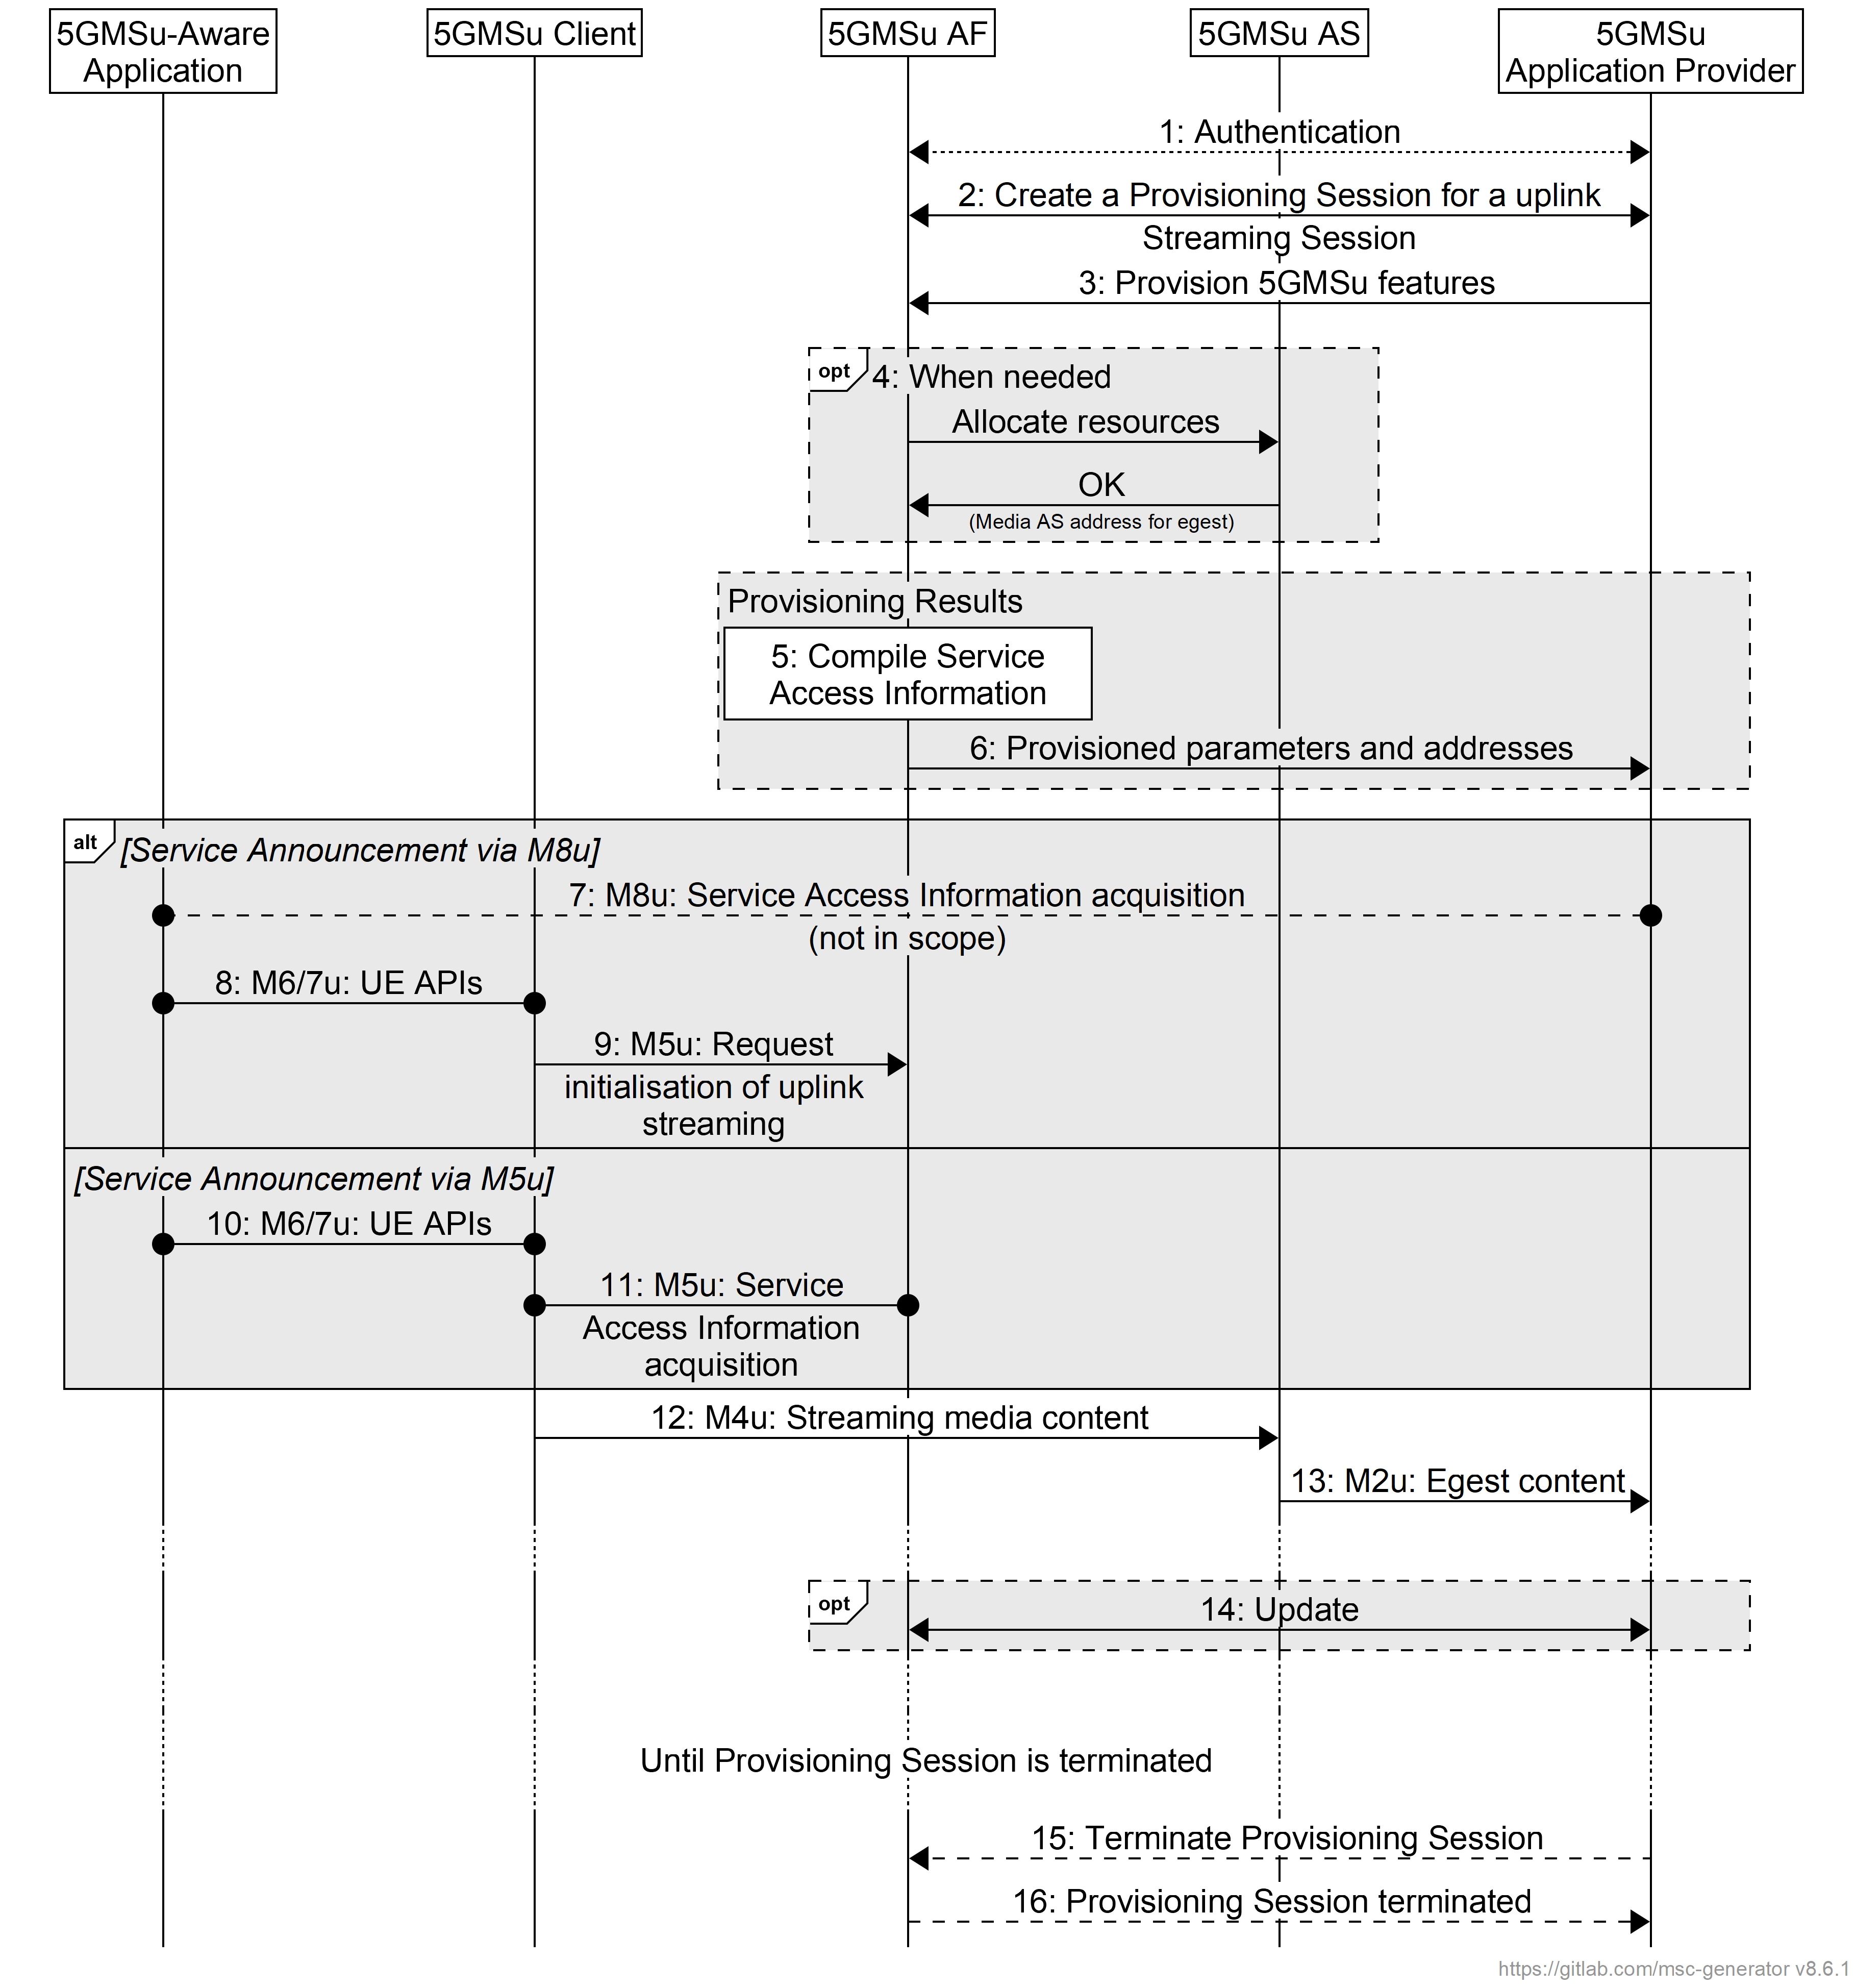 5GMSu-Aware
Application
5GMSu Client
5GMSu AF
5GMSu AS
5GMSu
Application Provider
1: Authentication
2: Create a Provisioning Session for a uplink
Streaming Session
3: Provision 5GMSu features
opt
4: When needed
Allocate resources
OK
(Media AS address for egest)
Provisioning Results
5: Compile Service
Access Information
6: Provisioned parameters and addresses
alt
[Service Announcement via M8u]
7: M8u: Service Access Information acquisition
(not in scope)
8: M6/7u: UE APIs
9: M5u: Request
initialisation of uplink
streaming
[Service Announcement via M5u]
10: M6/7u: UE APIs
11: M5u: Service
Access Information
acquisition
12: M4u: Streaming media content
13: M2u: Egest content
opt
14: Update
Until Provisioning Session is terminated
15: Terminate Provisioning Session
16: Provisioning Session terminated
https://gitlab.com/msc-generator v8.6.1